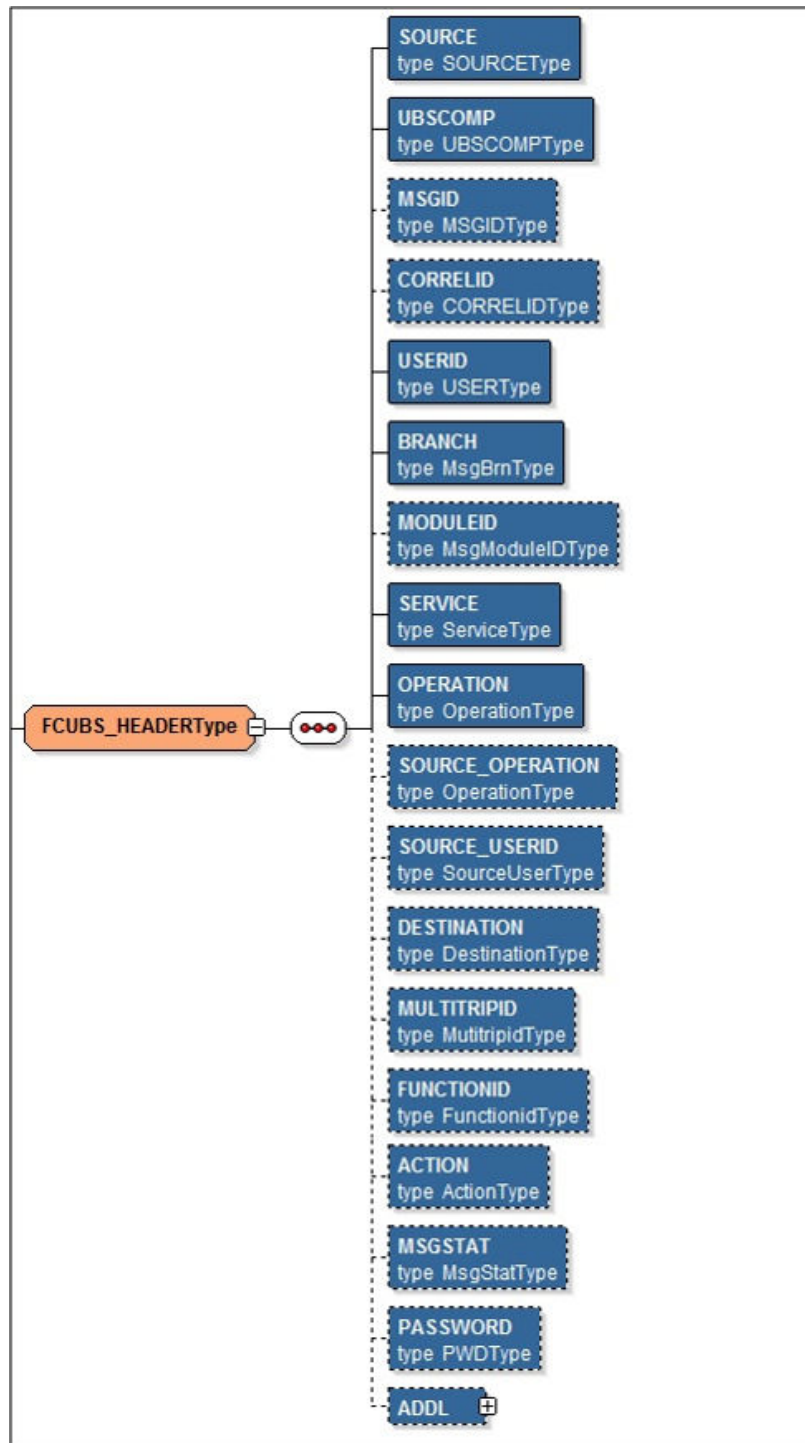 SOURCE
type SOURCEType
UBSCOMP
type UBSCOMPType
MSGID
type MSGIDType
CORRELID
type CORRELIDType
USERID
type USERType
BRANCH
type MsgBrnType
MODULEID
type MsgModuleIDType
SERVICE
type ServiceType
OPERATION
type OperationType
FCUBS_HEADERType
SOURCE_OPERATION
type OperationType
SOURCE_USERID
type SourceUserType
DESTINATION
type DestinationType
MULTITRIPID
type MutitripidType
FUNCTIONID
type FunctionidType
ACTION
type ActionType
MSGSTAT
type MsgStatType
PASSWORD
type PWDType
ADDL